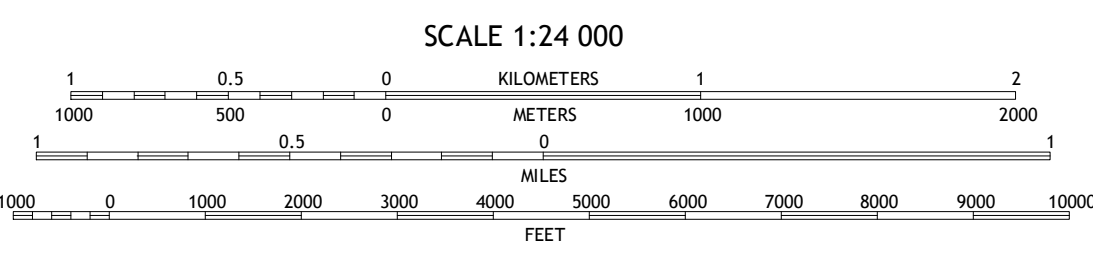 SCALE 1:24 000
1 0.5 0 KILOMETERS 1 2
1000 500 0 METERS 1000 2000
1 0.5 0 1
MILES
1000 0 1000 2000 3000 4000 5000 6000 7000 8000 9000 10000
FEET